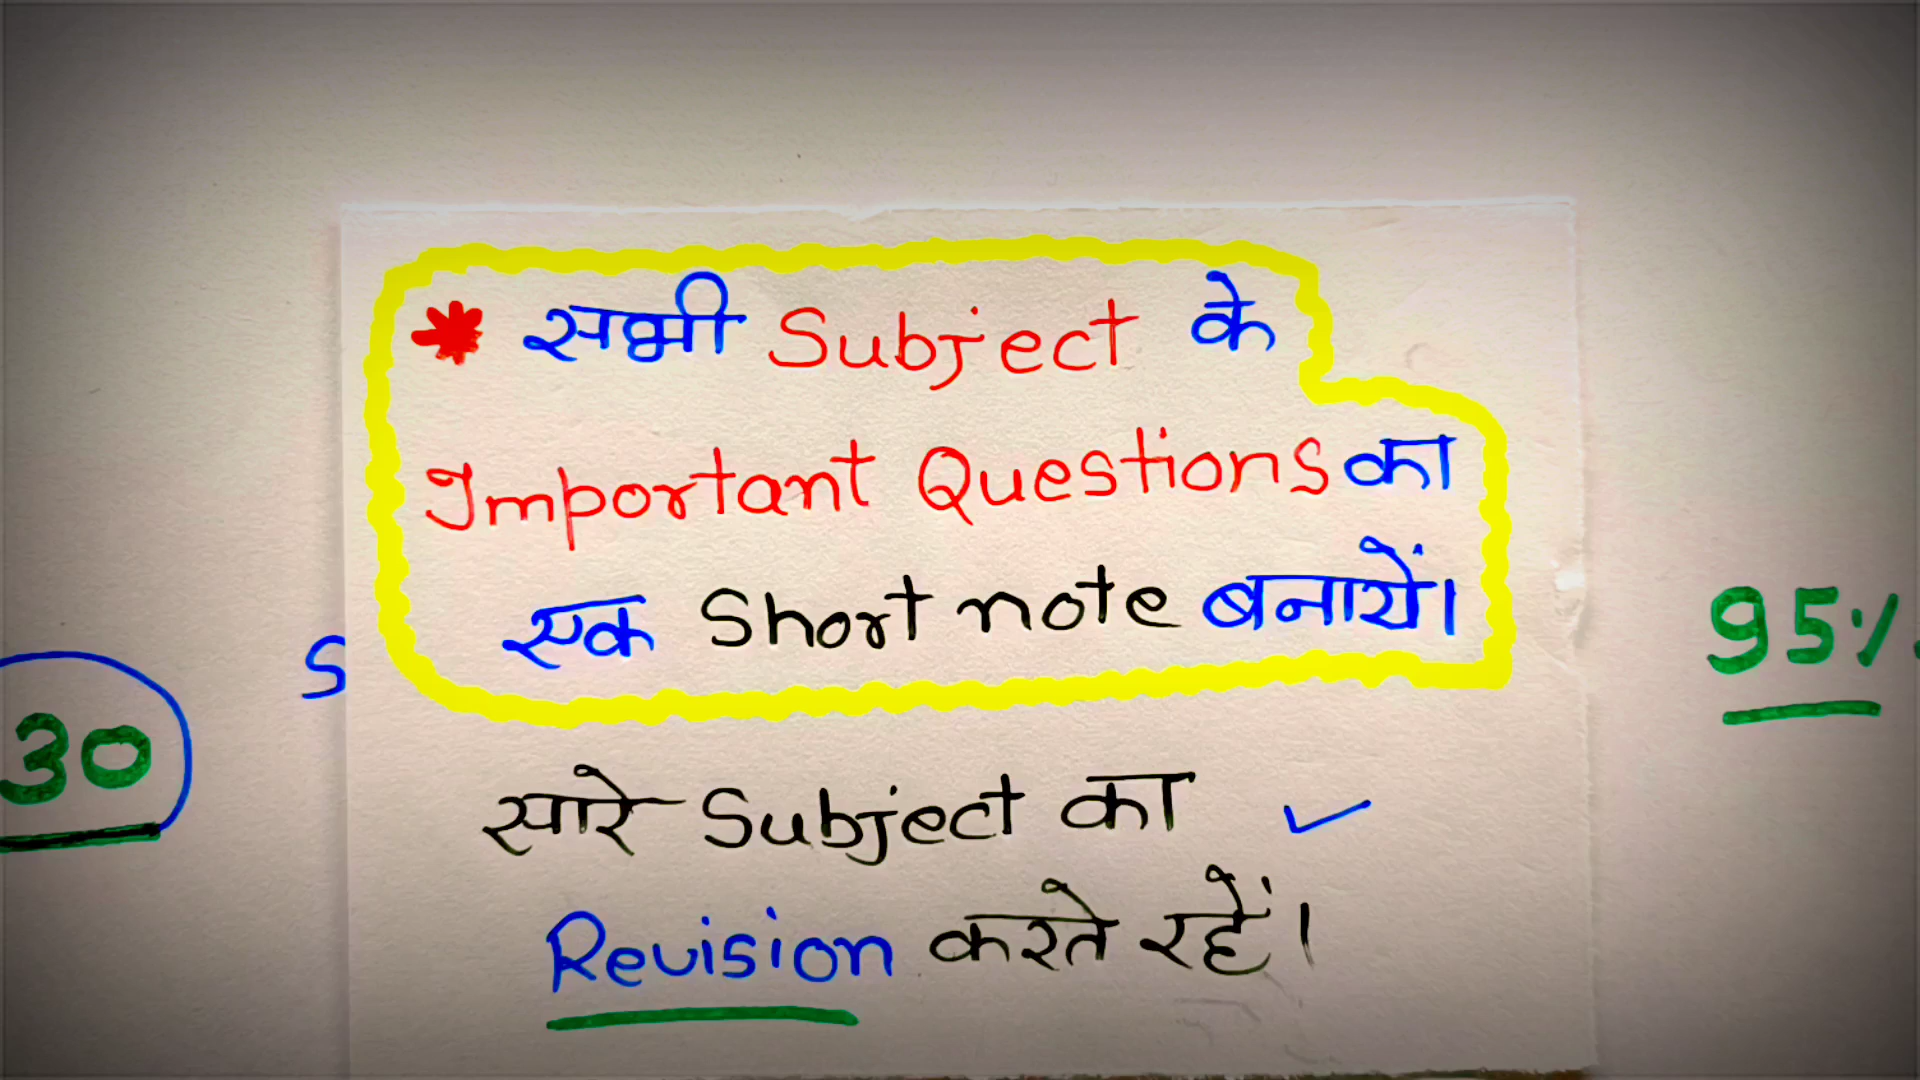 * सभी Subject के
Important Questions का
एक Short note बनायें।
सारे Subject का ✓
Revision करते रहें।
30
S
95%